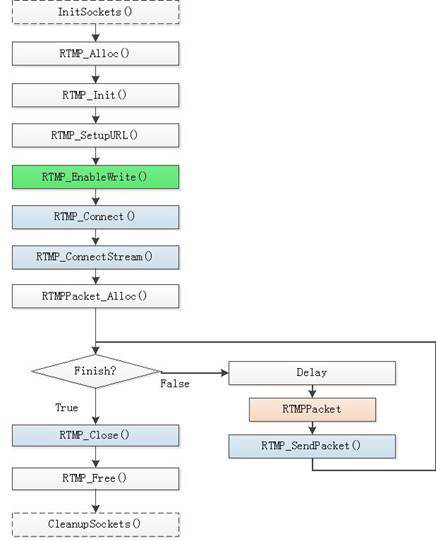 InitSockets()
RTMP_Alloc()
RTMP_Init()
RTMP_SetupURL()
RTMP_EnableWrite()
RTMP_Connect()
RTMP_ConnectStream()
RTMPPacket_Alloc()
Finish?
False
Delay
RTMPPacket
RTMP_SendPacket()
True
RTMP_Close()
RTMP_Free()
CleanupSockets()